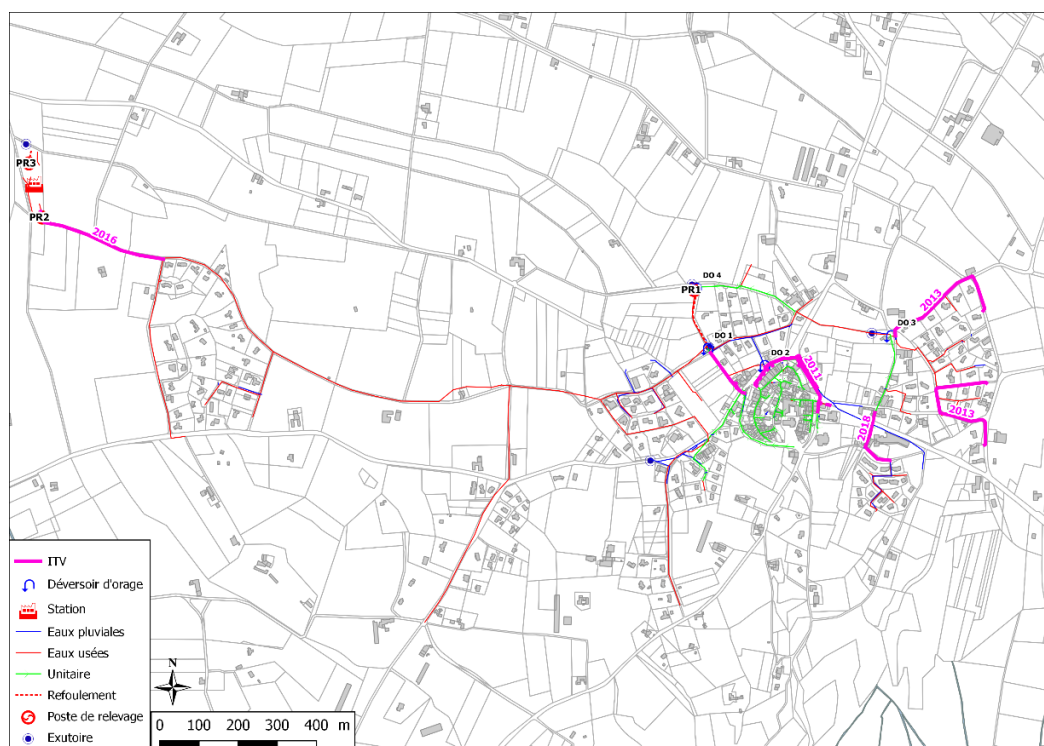 PR3
PR2
2016
DO 4
PR1
DO 1
DO 2
2011
DO 3
2013
2013
2018
ITV
Déversoir d'orage
Station
Eaux pluviales
Eaux usées
Unitaire
Refoulement
Poste de relevage
Exutoire
N
0 100 200 300 400 m